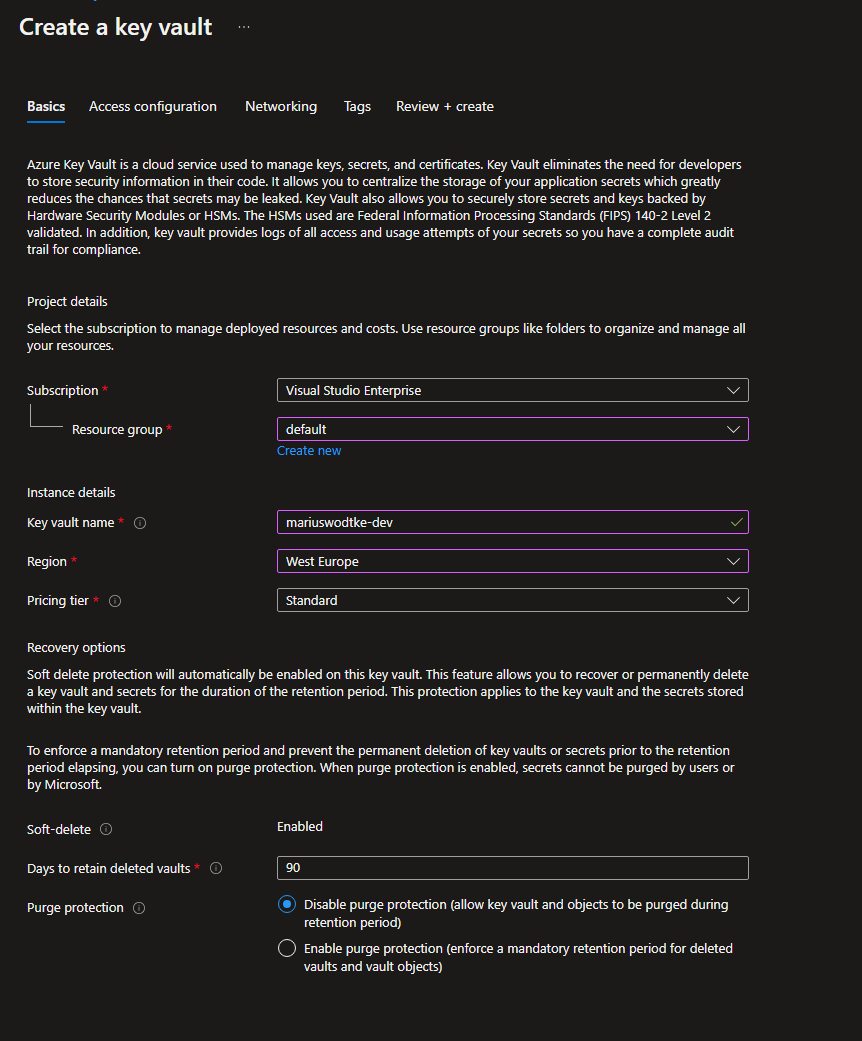 Create a key vault ...
Basics Access configuration Networking Tags Review + create
Azure Key Vault is a cloud service used to manage keys, secrets, and certificates. Key Vault eliminates the need for developers
to store security information in their code. It allows you to centralize the storage of your application secrets which greatly
reduces the chances that secrets may be leaked. Key Vault also allows you to securely store secrets and keys backed by
Hardware Security Modules or HSMs. The HSMs used are Federal Information Processing Standards (FIPS) 140-2 Level 2
validated. In addition, key vault provides logs of all access and usage attempts of your secrets so you have a complete audit
trail for compliance.
Project details
Select the subscription to manage deployed resources and costs. Use resource groups like folders to organize and manage all
your resources.
Subscription * Visual Studio Enterprise
Resource group * default
Create new
Instance details
Key vault name * mariuswodtke-dev
Region * West Europe
Pricing tier * Standard
Recovery options
Soft delete protection will automatically be enabled on this key vault. This feature allows you to recover or permanently delete
a key vault and secrets for the duration of the retention period. This protection applies to the key vault and the secrets stored
within the key vault.
To enforce a mandatory retention period and prevent the permanent deletion of key vaults or secrets prior to the retention
period elapsing, you can turn on purge protection. When purge protection is enabled, secrets cannot be purged by users or
by Microsoft.
Soft-delete Enabled
Days to retain deleted vaults * 90
Purge protection Disable purge protection (allow key vault and objects to be purged during
retention period)
Enable purge protection (enforce a mandatory retention period for deleted
vaults and vault objects)